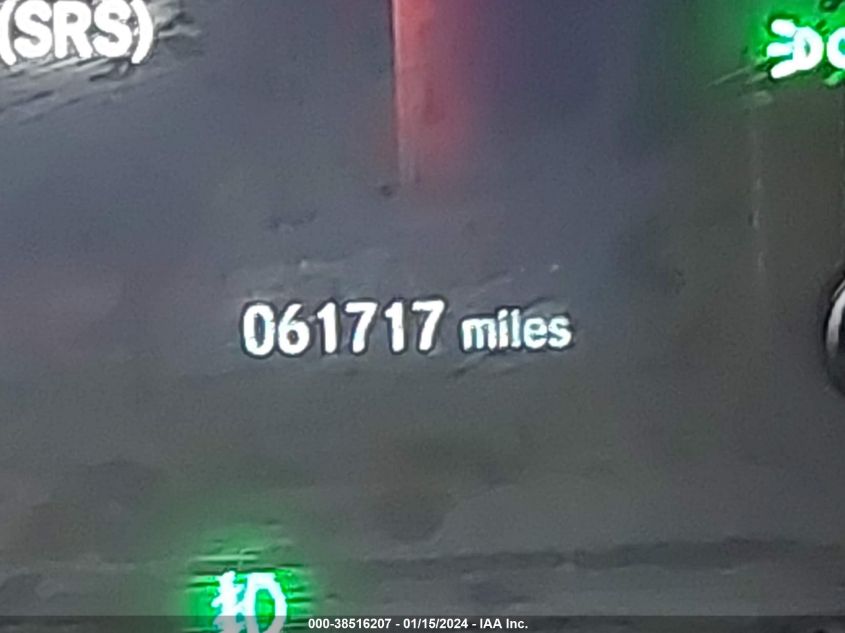 (SRS)
061717 miles
000-38516207 - 01/15/2024 - IAA Inc.